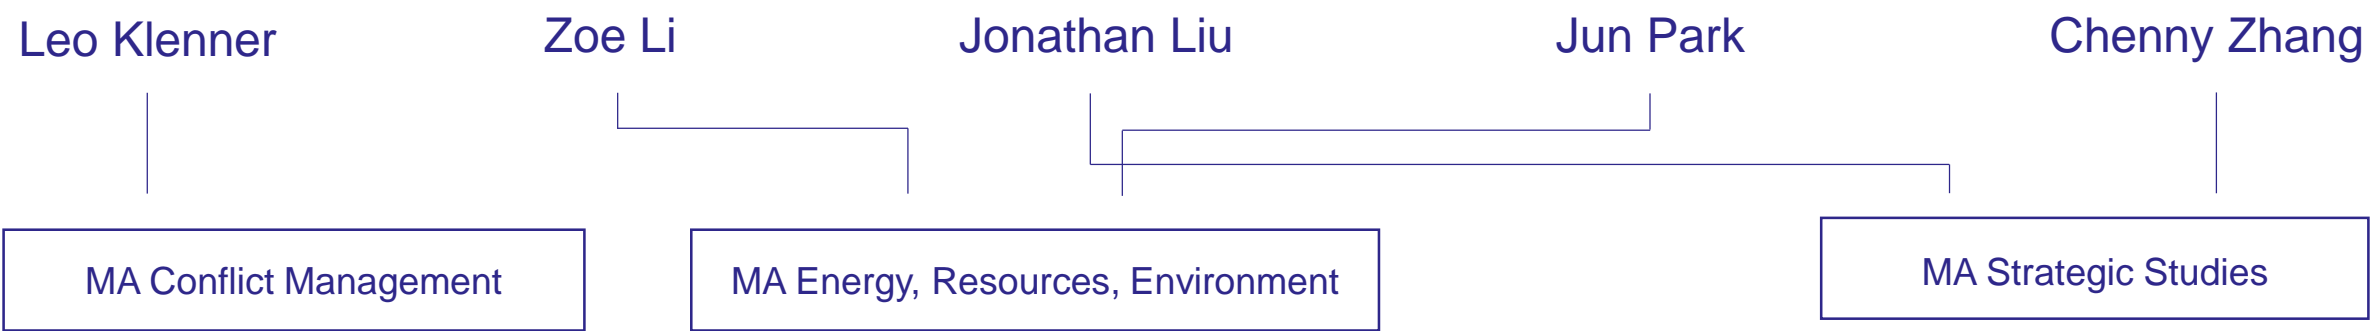 Leo Klenner
Zoe Li
Jonathan Liu
Jun Park
Chenny Zhang
MA Conflict Management
MA Energy, Resources, Environment
MA Strategic Studies